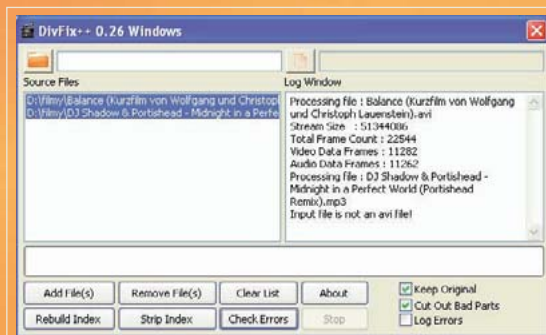 DivFix++ 0.26 Windows
Source Files
Log Window
D:\filmy\Balance (Kurzfilm von Wolfgang und Christopl
D:\filmy\DJ Shadow & Portishead - Midnight in a Perfe
Processing file : Balance (Kurzfilm von Wolfgang
und Christoph Lauenstein).avi
Stream Size : 51344086
Total Frame Count : 22544
Video Data Frames : 11282
Audio Data Frames : 11262
Processing file : DJ Shadow & Portishead -
Midnight in a Perfect World (Portishead
Remix).mp3
Input file is not an avi file!
Add File(s)
Remove File(s)
Clear List
About
Keep Original
Cut Out Bad Parts
Rebuild Index
Strip Index
Check Errors
Stop
Log Errors